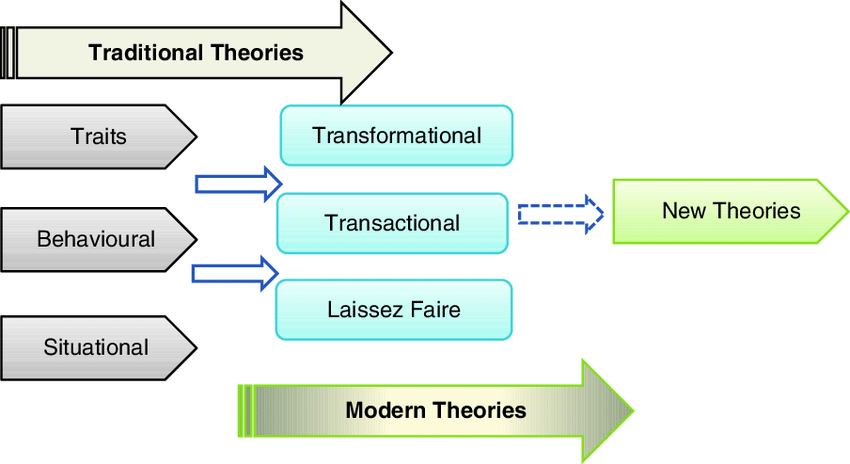 Traditional Theories
Traits
Transformational
Behavioural
Transactional
New Theories
Situational
Laissez Faire
Modern Theories